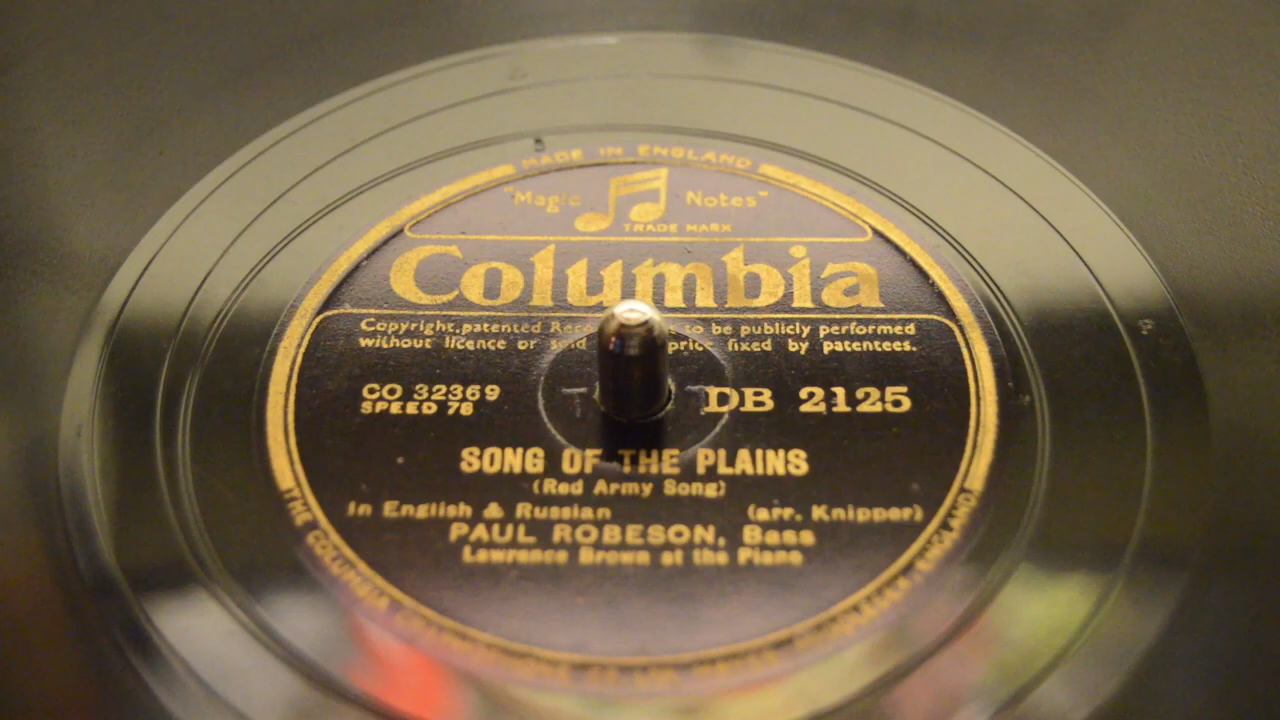 MADE IN ENGLAND
"Magic Notes"
TRADE MARK
Columbia
Copyright, patented to be publicly performed
without licence or price fixed by patentees.
CO 32369 DB 2125
SPEED 78
SONG OF THE PLAINS
(Red Army Song)
In English & Russian (arr. Knipper)
PAUL ROBESON, Bass
Lawrence Brown at the Piano
THE COLUMBIA ENGLAND